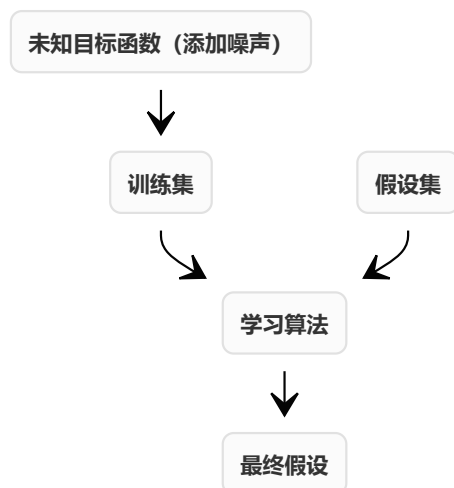 未知目标函数（添加噪声）
训练集
假设集
学习算法
最终假设